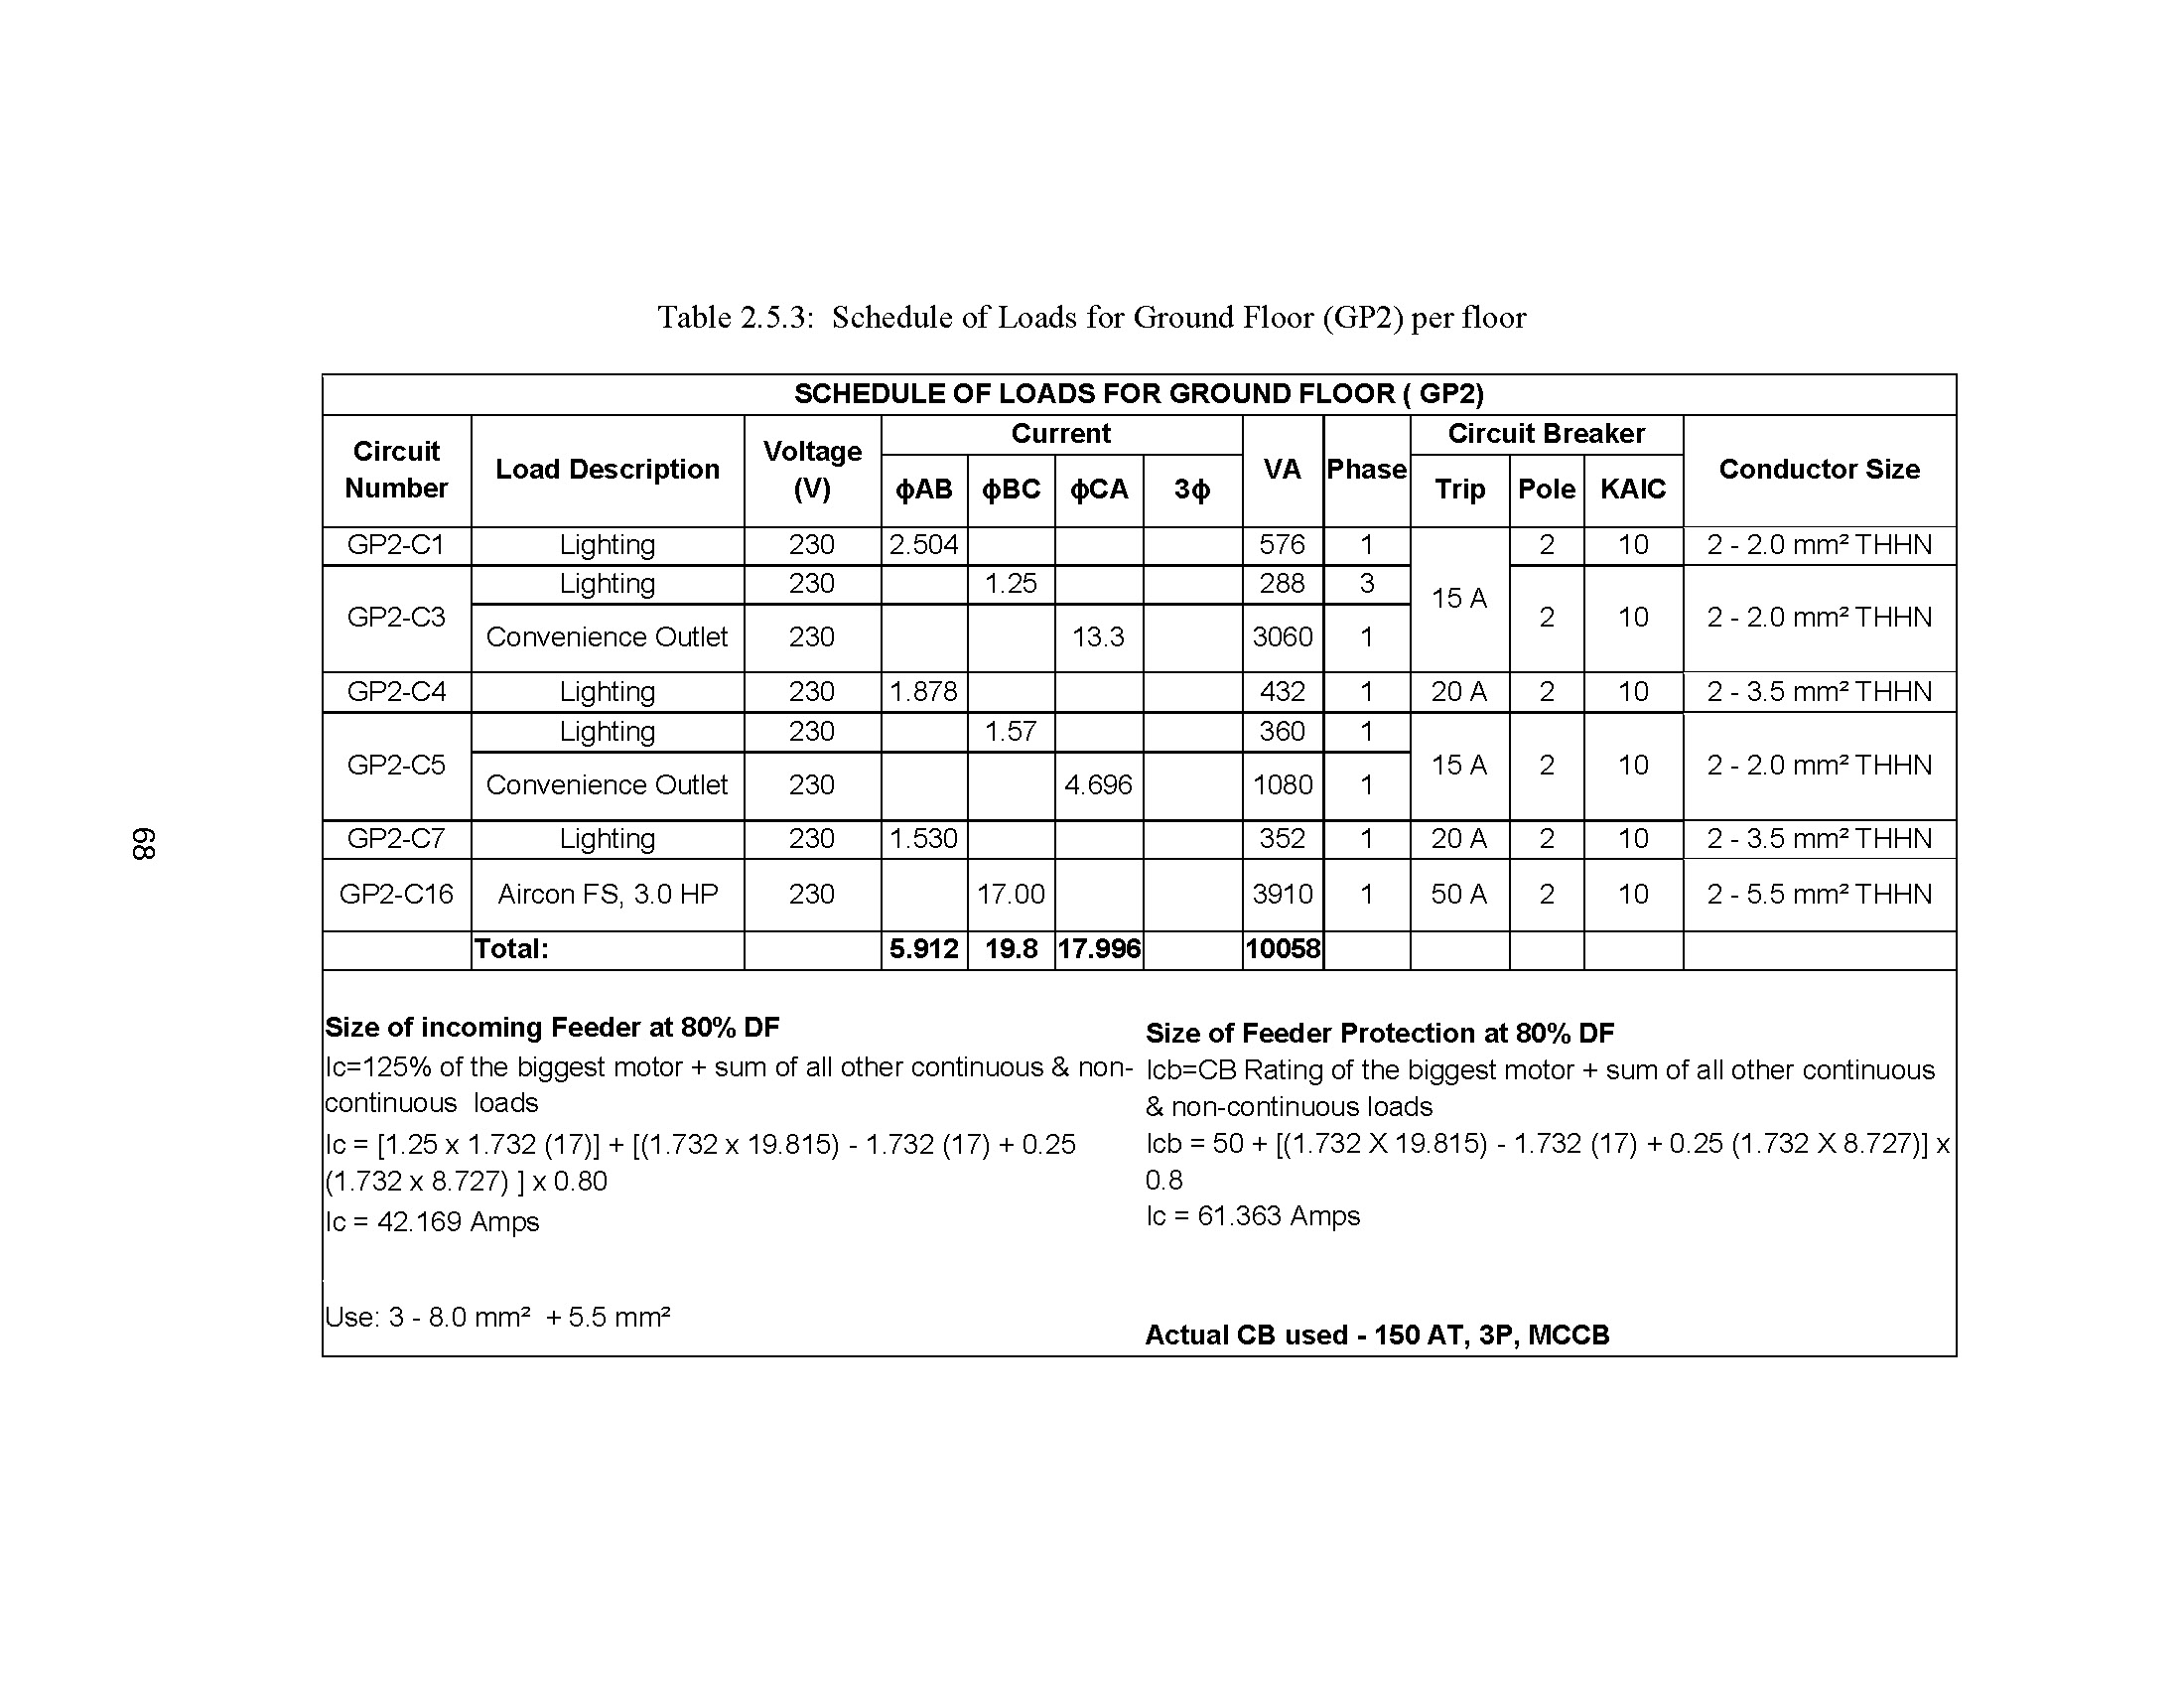 Table 2.5.3:  Schedule of Loads for Ground Floor (GP2) per floor
SCHEDULE OF LOADS FOR GROUND FLOOR ( GP2)
Circuit Number Load Description Voltage (V) Current VA Phase Circuit Breaker Conductor Size
ϕAB ϕBC ϕCA 3ϕ Trip Pole KAIC
GP2-C1 Lighting 230 2.504 576 1 15 A 2 10 2 - 2.0 mm² THHN
GP2-C3 Lighting 230 1.25 288 3 2 10 2 - 2.0 mm² THHN
Convenience Outlet 230 13.3 3060 1
GP2-C4 Lighting 230 1.878 432 1 20 A 2 10 2 - 3.5 mm² THHN
GP2-C5 Lighting 230 1.57 360 1 15 A 2 10 2 - 2.0 mm² THHN
Convenience Outlet 230 4.696 1080 1
GP2-C7 Lighting 230 1.530 352 1 20 A 2 10 2 - 3.5 mm² THHN
GP2-C16 Aircon FS, 3.0 HP 230 17.00 3910 1 50 A 2 10 2 - 5.5 mm² THHN
Total: 5.912 19.8 17.996 10058
Size of incoming Feeder at 80% DF
Ic=125% of the biggest motor + sum of all other continuous & non-
continuous  loads
Ic = [1.25 x 1.732 (17)] + [(1.732 x 19.815) - 1.732 (17) + 0.25
(1.732 x 8.727) ] x 0.80
Ic = 42.169 Amps
Use: 3 - 8.0 mm²  + 5.5 mm²
Size of Feeder Protection at 80% DF
Icb=CB Rating of the biggest motor + sum of all other continuous
& non-continuous loads
Icb = 50 + [(1.732 X 19.815) - 1.732 (17) + 0.25 (1.732 X 8.727)] x
0.8
Ic = 61.363 Amps
Actual CB used - 150 AT, 3P, MCCB
68